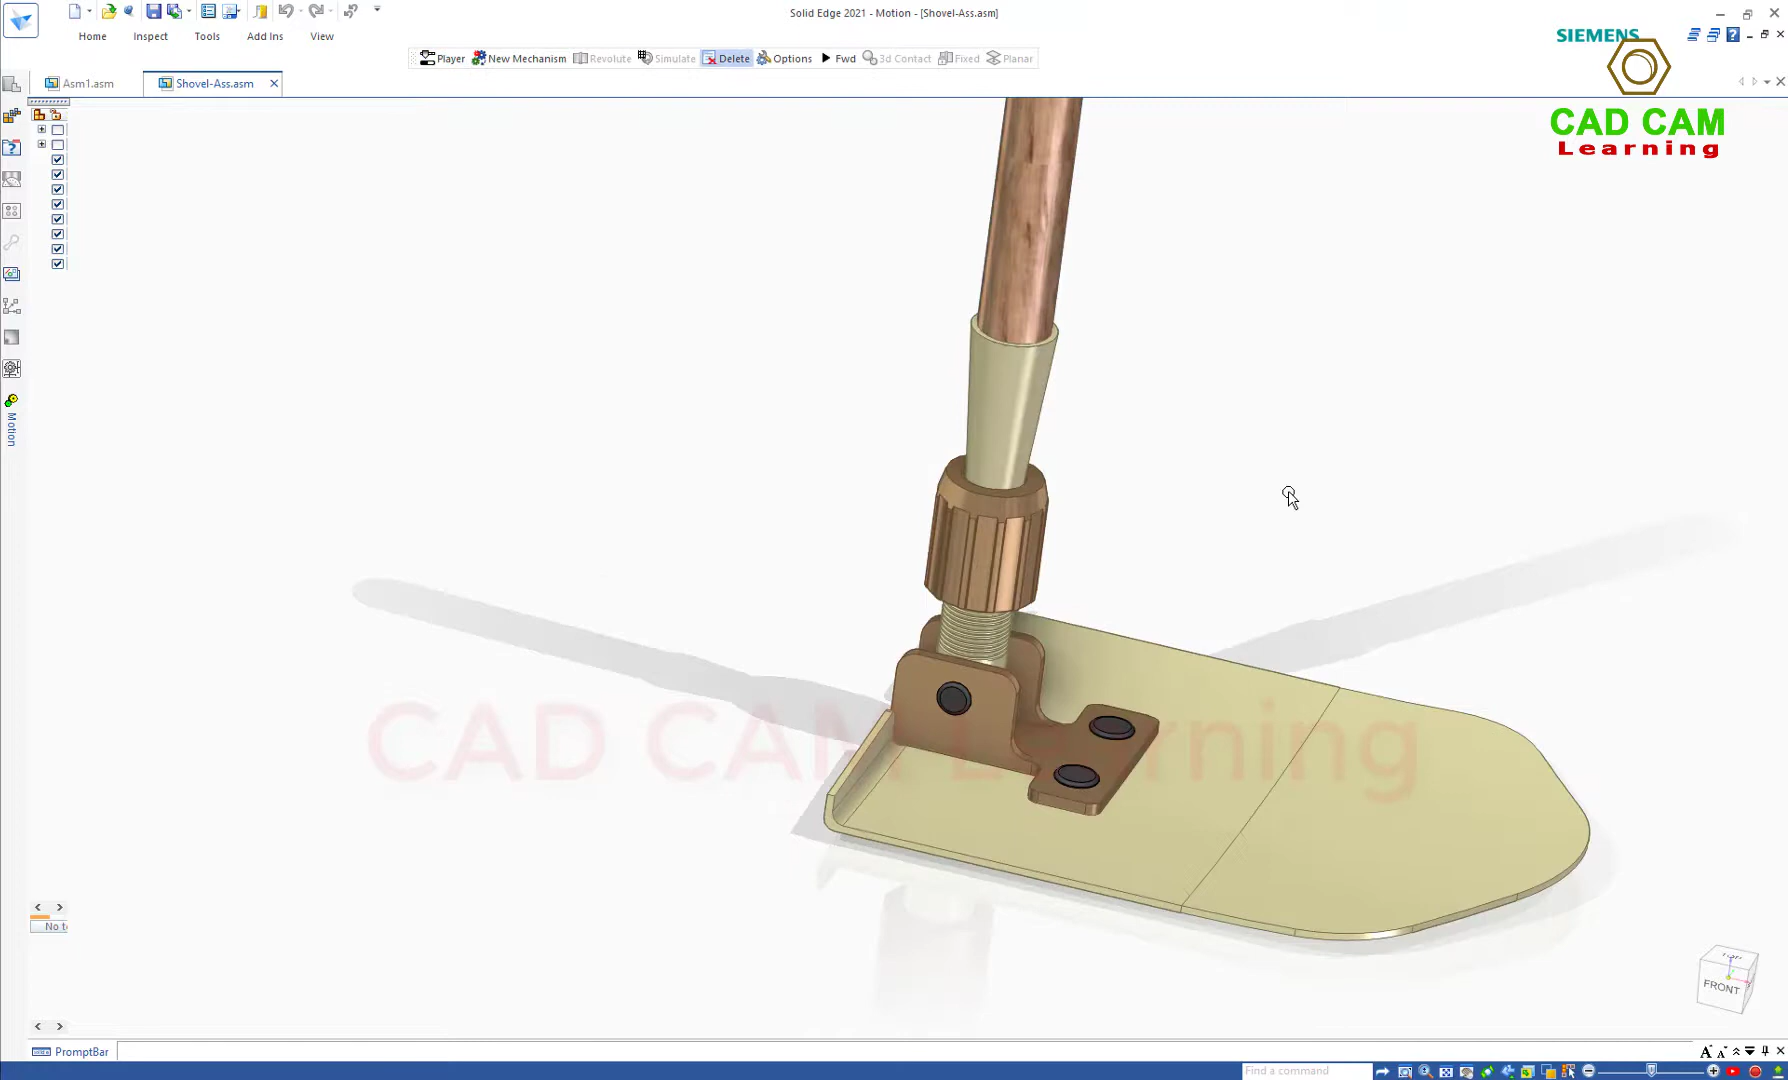 Solid Edge 2021 - Motion - [Shovel-Ass.asm]
Home Inspect Tools Add Ins View
SIEMENS
Player New Mechanism Revolute Simulate Delete Options Fwd 3d Contact Fixed Planar
Asm1.asm Shovel-Ass.asm
CAD CAM
Learning
Motion
CAD CAM Learning
No t
TOP
FRONT
PromptBar
Find a command